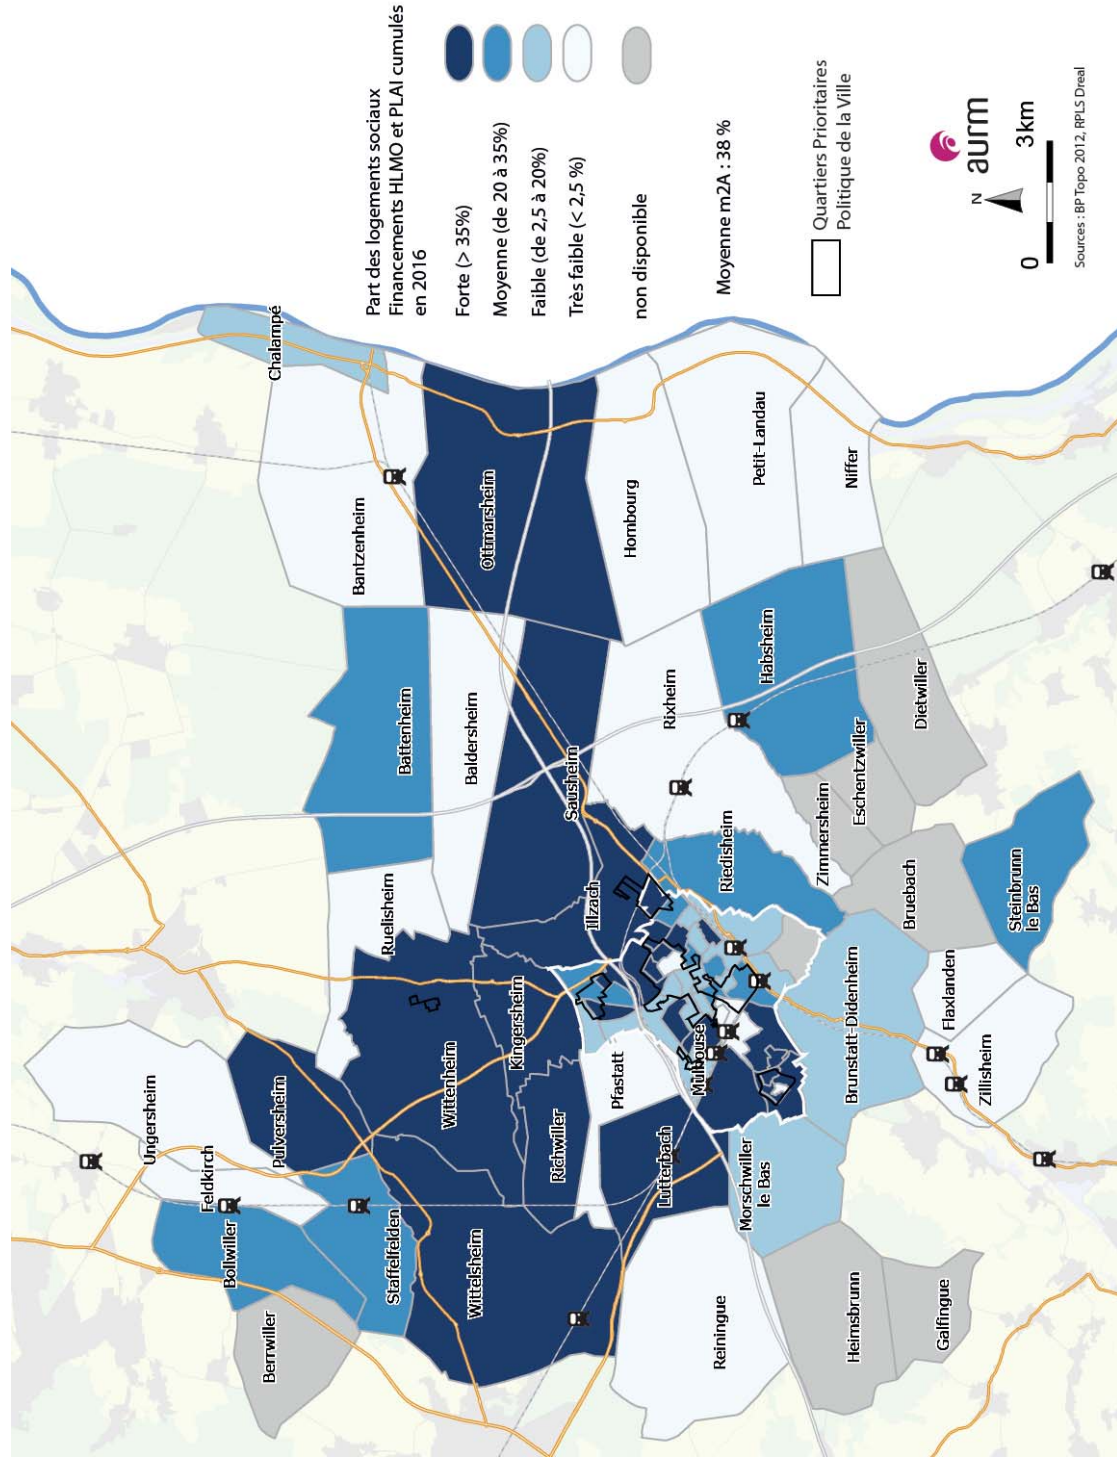 Part des logements sociaux
Financements HLMO et PLAI cumulés
en 2016
Forte (> 35%)
Moyenne (de 20 à 35%)
Faible (de 2,5 à 20%)
Très faible (< 2,5 %)
non disponible
Moyenne m2A : 38 %
Quartiers Prioritaires
Politique de la Ville
N
aurm
0 3km
Sources : BP Topo 2012, RPLS Dreal
Chalampé
Bantzenheim
Ottmarsheim
Hombourg
Petit-Landau
Niffer
Battenheim
Baldersheim
Sausheim
Rixheim
Habsheim
Dietwiller
Eschentzwiller
Zimmersheim
Ruelisheim
Illzach
Riedisheim
Bruebach
Steinbrunn
le Bas
Ungersheim
Pulversheim
Wittenheim
Kingersheim
Richwiller
Pfastatt
Mulhouse
Brunstatt-Didenheim
Flaxlanden
Zillisheim
Feldkirch
Bollwiller
Staffelfelden
Wittelsheim
Lutterbach
Morschwiller
le Bas
Berrwiller
Reiningue
Heimsbrunn
Galfingue